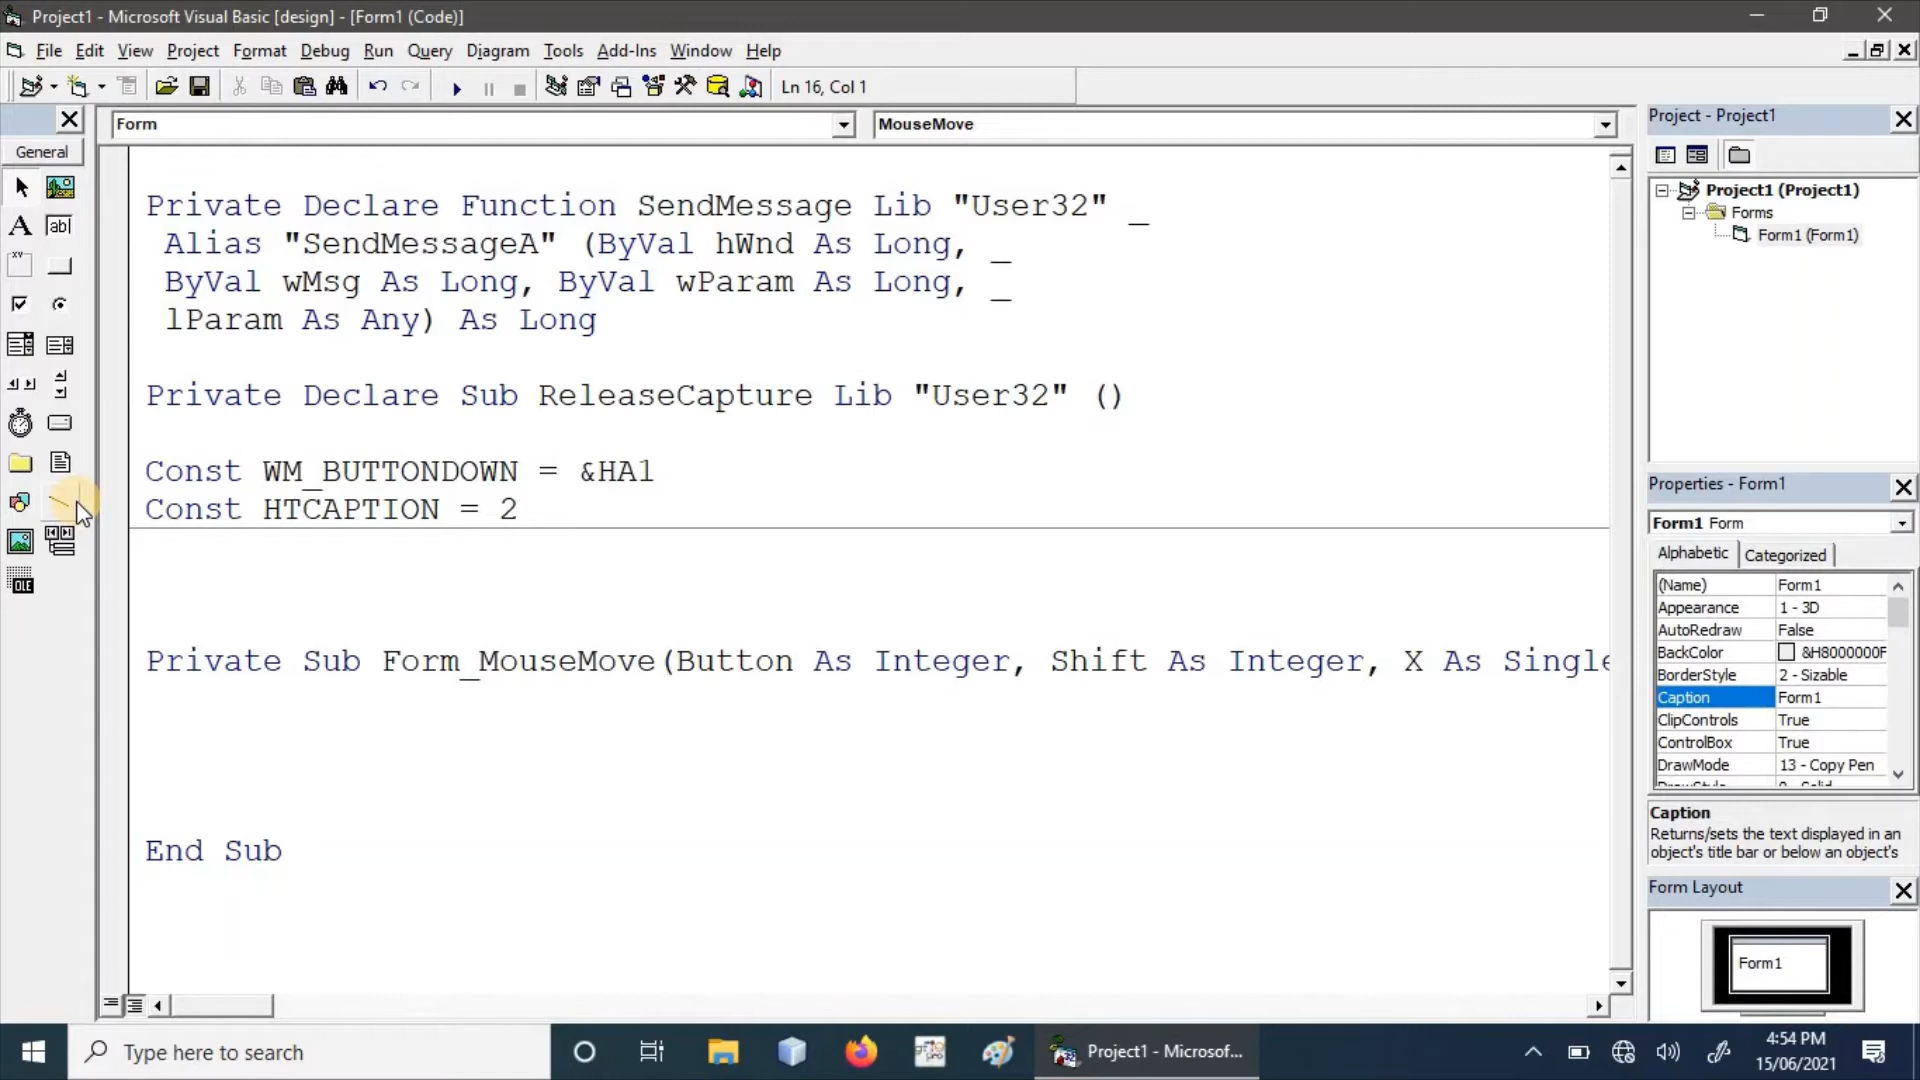 Project1 - Microsoft Visual Basic [design] - [Form1 (Code)]
File Edit View Project Format Debug Run Query Diagram Tools Add-Ins Window Help
Ln 16, Col 1
General
Form
MouseMove
Private Declare Function SendMessage Lib "User32" _
Alias "SendMessageA" (ByVal hWnd As Long, _
ByVal wMsg As Long, ByVal wParam As Long, _
lParam As Any) As Long
Private Declare Sub ReleaseCapture Lib "User32" ()
Const WM_BUTTONDOWN = &HA1
Const HTCAPTION = 2
Private Sub Form_MouseMove(Button As Integer, Shift As Integer, X As Single
End Sub
A
ab|
XY
OLE
Project - Project1
Project1 (Project1)
Forms
Form1 (Form1)
Properties - Form1
Form1 Form
Alphabetic Categorized
(Name) Form1
Appearance 1 - 3D
AutoRedraw False
BackColor &H8000000F
BorderStyle 2 - Sizable
Caption Form1
ClipControls True
ControlBox True
DrawMode 13 - Copy Pen
Caption
Returns/sets the text displayed in an
object's title bar or below an object's
Form Layout
Form1
Type here to search
Project1 - Microsof...
4:54 PM
15/06/2021